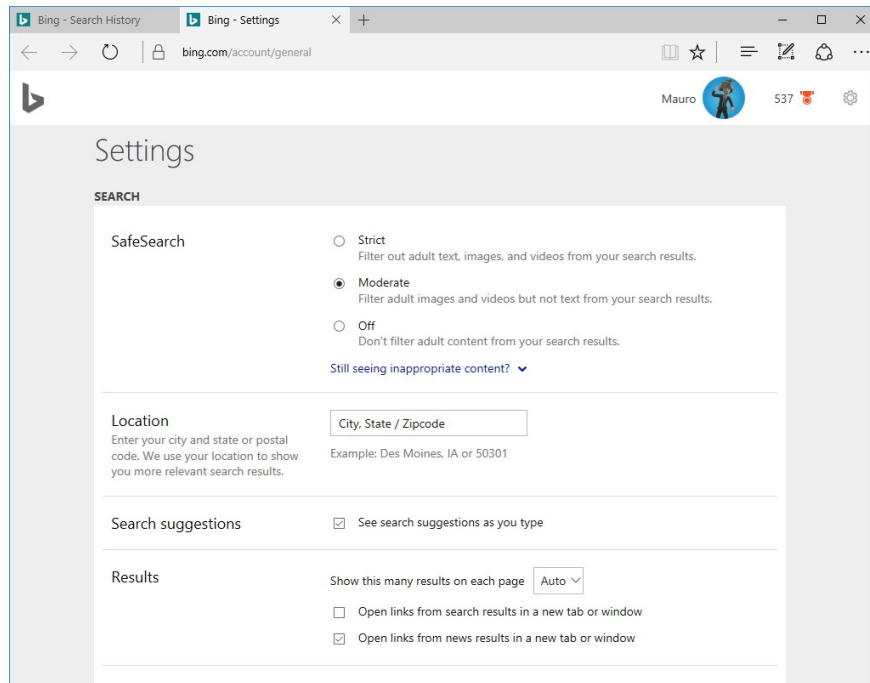 Bing - Search History
Bing - Settings
bing.com/account/general
Mauro
537
Settings
SEARCH
SafeSearch
Strict
Filter out adult text, images, and videos from your search results.
Moderate
Filter adult images and videos but not text from your search results.
Off
Don't filter adult content from your search results.
Still seeing inappropriate content?
Location
Enter your city and state or postal
code. We use your location to show
you more relevant search results.
City, State / Zipcode
Example: Des Moines, IA or 50301
Search suggestions
See search suggestions as you type
Results
Show this many results on each page Auto
Open links from search results in a new tab or window
Open links from news results in a new tab or window